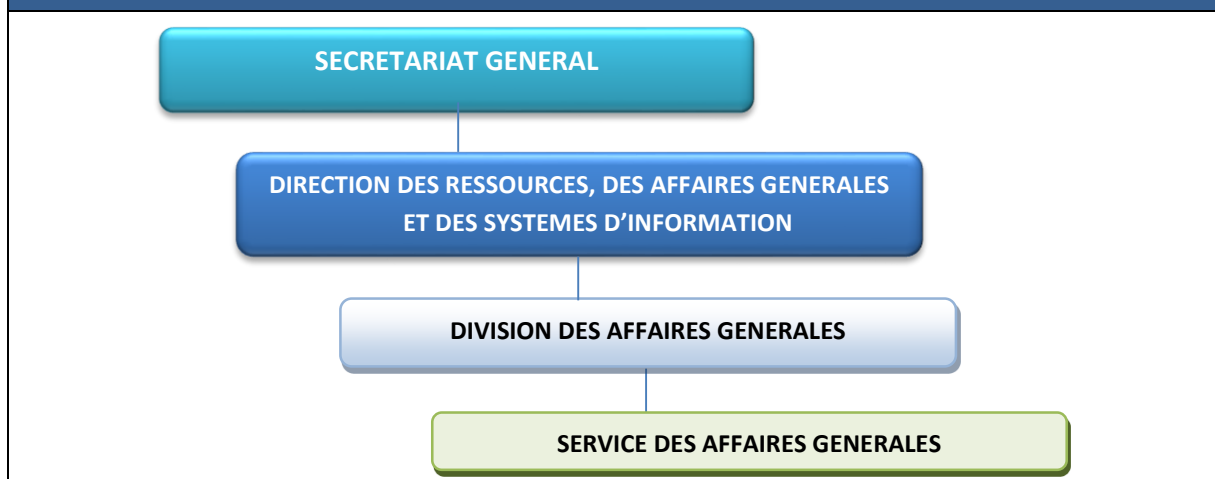 SECRETARIAT GENERAL
DIRECTION DES RESSOURCES, DES AFFAIRES GENERALES
ET DES SYSTEMES D’INFORMATION
DIVISION DES AFFAIRES GENERALES
SERVICE DES AFFAIRES GENERALES